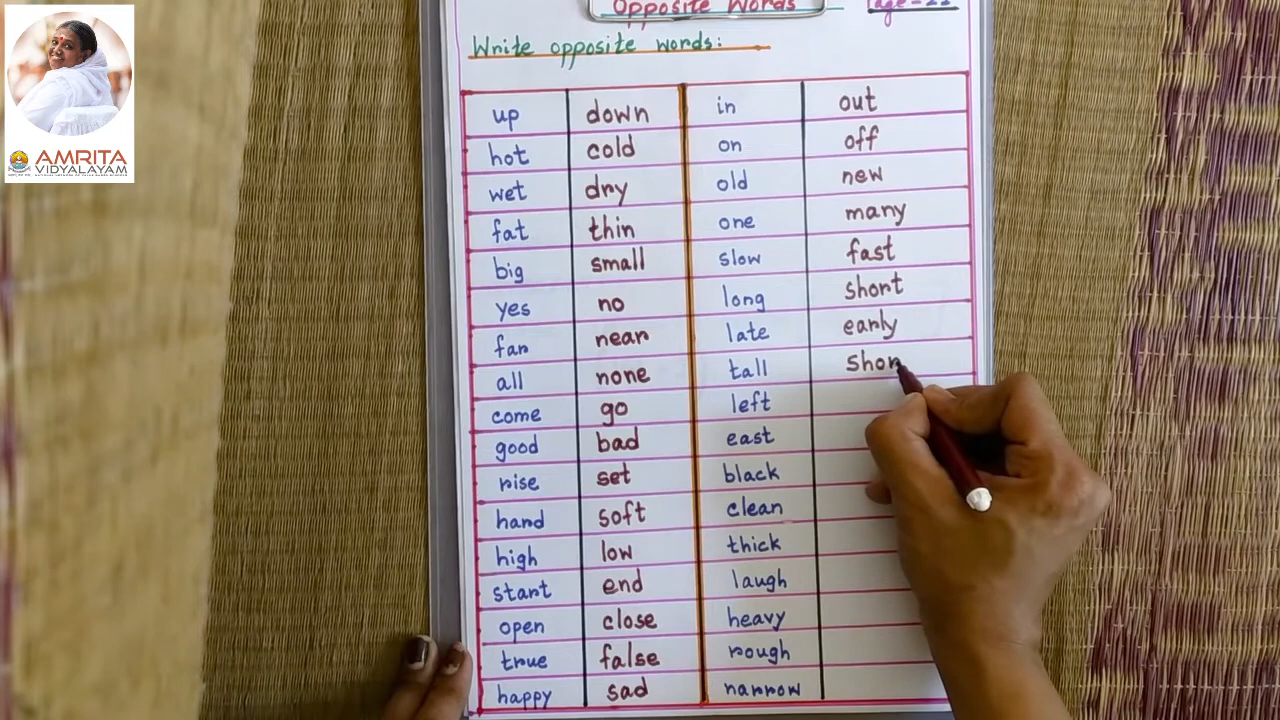 AMRITA
VIDYALAYAM
Opposite Words
Write opposite words:
up down in out
hot cold on off
wet dry old new
fat thin one many
big small slow fast
yes no long short
far near late early
all none tall shor
come go left
good bad east
rise set black
hard soft clean
high low thick
start end laugh
open close heavy
true false rough
happy sad narrow